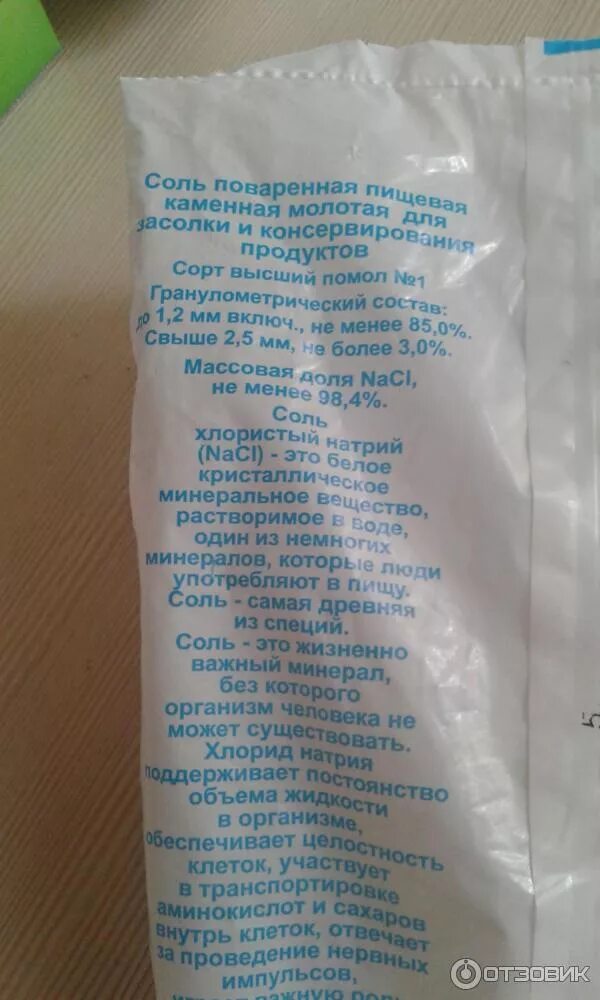 Соль поваренная пищевая
каменная молотая для
засолки и консервирования
продуктов
Сорт высший помол №1
Гранулометрический состав:
до 1,2 мм включ., не менее 85,0%.
Свыше 2,5 мм, не более 3,0%.
Массовая доля NaCl,
не менее 98,4%.
Соль
хлористый натрий
(NaCl) - это белое
кристаллическое
минеральное вещество,
растворимое в воде,
один из немногих
минералов, которые люди
употребляют в пищу.
Соль - самая древняя
из специй.
Соль - это жизненно
важный минерал,
без которого
организм человека не
может существовать.
Хлорид натрия
поддерживает постоянство
объема жидкости
в организме,
обеспечивает целостность
клеток, участвует
в транспортировке
аминокислот и сахаров
внутрь клеток, отвечает
за проведение нервных
импульсов,
играет важную роль
5
ОТЗОВИК